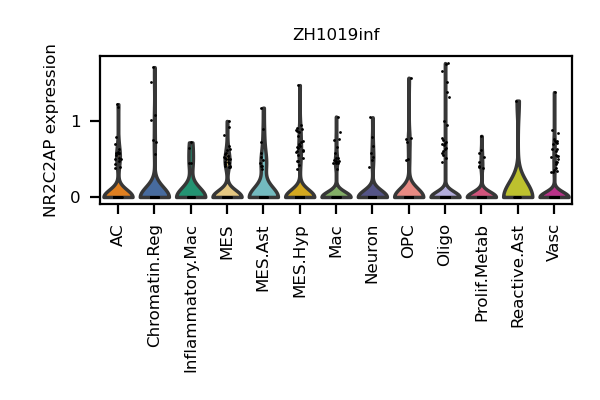 ZH1019inf
NR2C2AP expression
1
0
AC
Chromatin.Reg
Inflammatory.Mac
MES
MES.Ast
MES.Hyp
Mac
Neuron
OPC
Oligo
Prolif.Metab
Reactive.Ast
Vasc